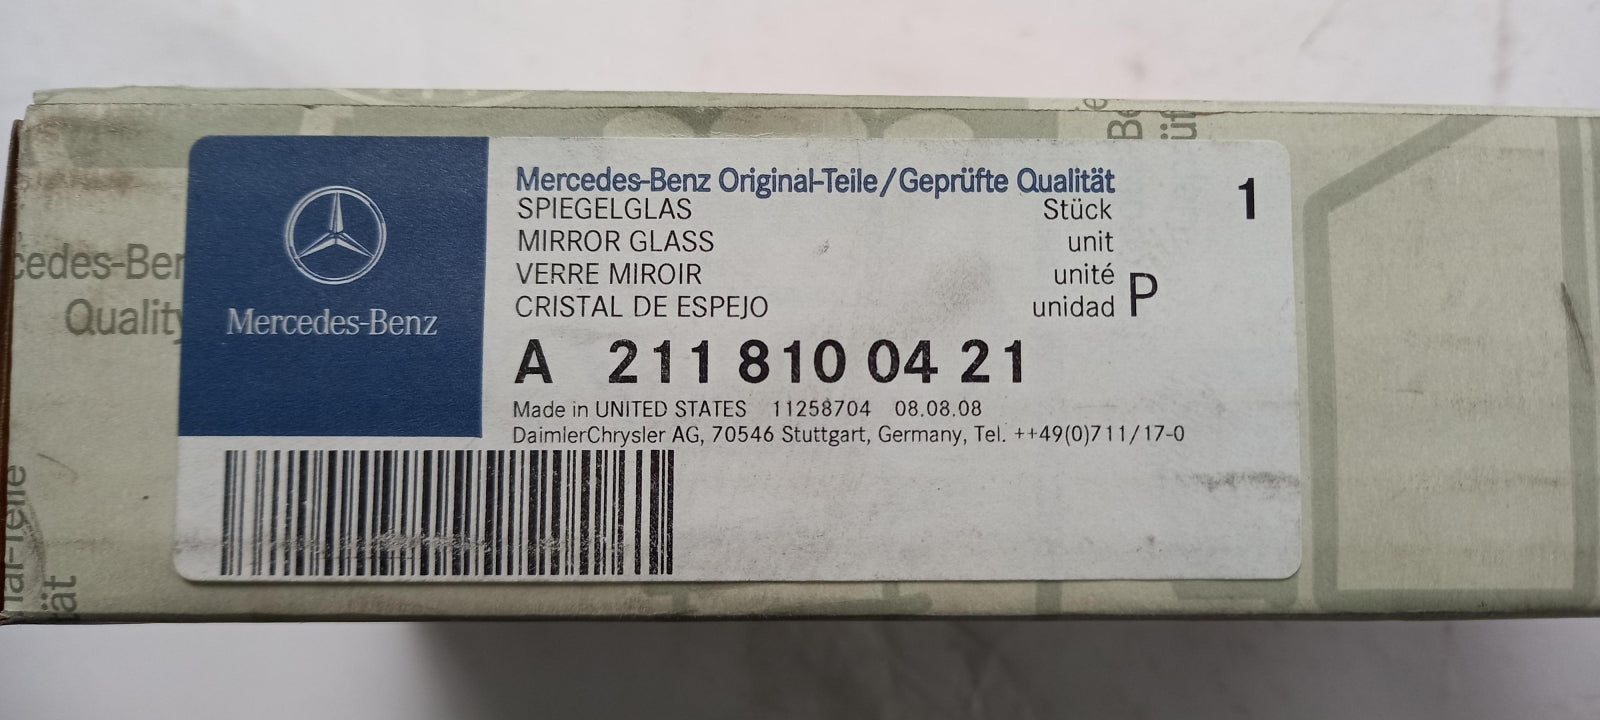 Mercedes-Benz Original-Teile/Geprüfte Qualität
SPIEGELGLAS Stück 1
MIRROR GLASS unit
VERRE MIROIR unité
CRISTAL DE ESPEJO unidad P
A 211 810 04 21
Made in UNITED STATES 11258704 08.08.08
DaimlerChrysler AG, 70546 Stuttgart, Germany, Tel. ++49(0)711/17-0
Mercedes-Benz
cedes-Ber
Quality